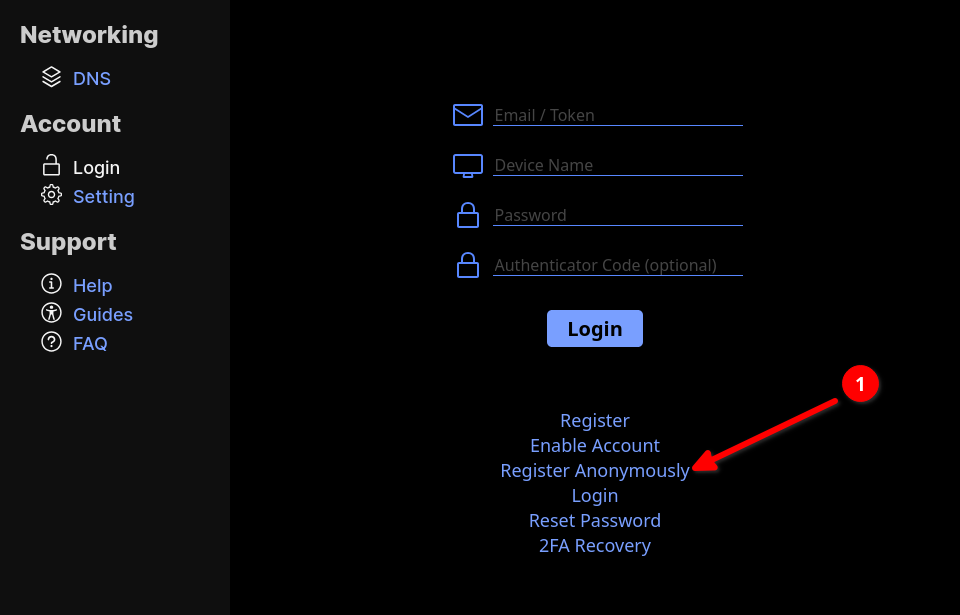 Networking
DNS
Account
Login
Setting
Support
Help
Guides
FAQ
Email / Token
Device Name
Password
Authenticator Code (optional)
Login
1
Register
Enable Account
Register Anonymously
Login
Reset Password
2FA Recovery